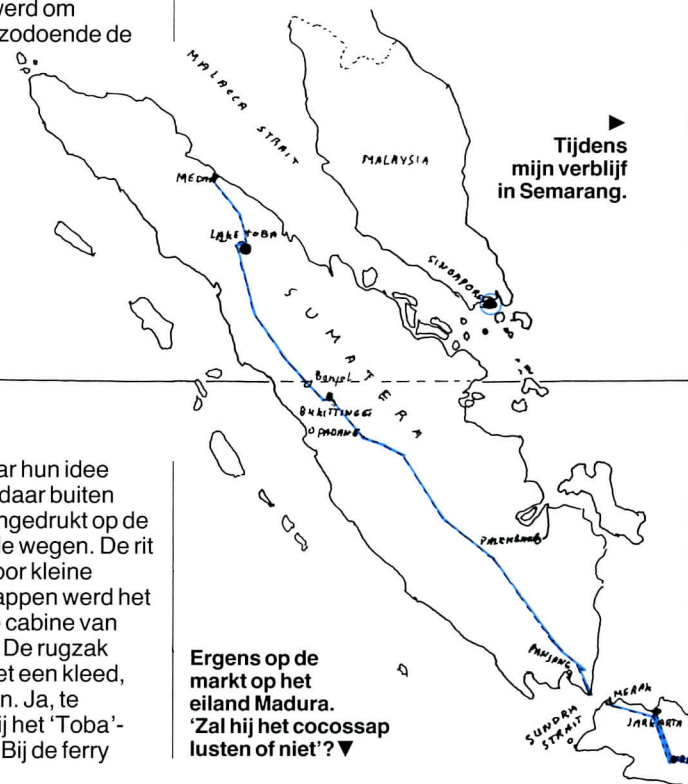 werd om
zodoende de
ar hun idee
daar buiten
ngedrukt op de
le wegen. De rit
oor kleine
appen werd het
e cabine van
De rugzak
et een kleed,
n. Ja, te
ij het ‘Toba’-
Bij de ferry
MALACCA STRAIT
MALAYSIA
MEDAN
LAKE TOBA
SINGAPORE
SUMATERA
Bonjol
BUKITTINGGI
PADANG
PALEMBANG
PANJANG
MERAK
STRAIT
▶
Tijdens
mijn verblijf
in Semarang.
Ergens op de
markt op het
eiland Madura.
‘Zal hij het cocossap
lusten of niet’?▼